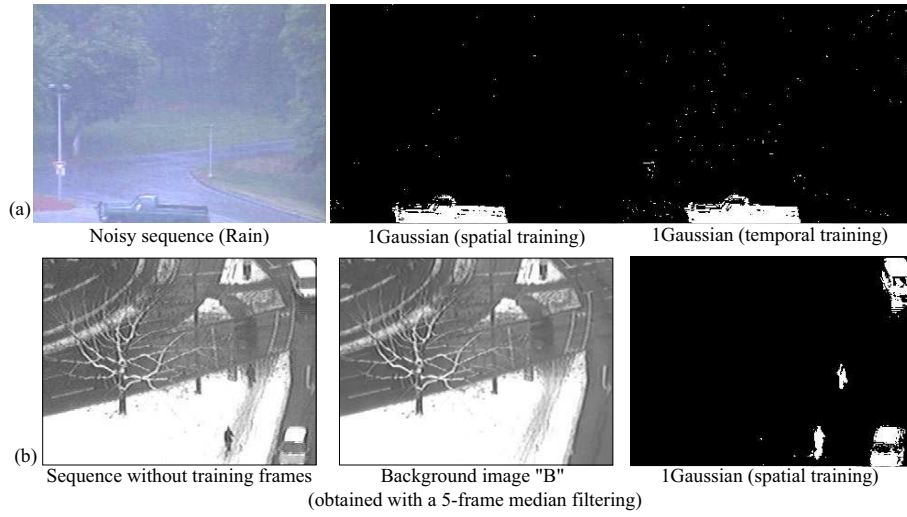 (a)
Noisy sequence (Rain)
1Gaussian (spatial training)
1Gaussian (temporal training)
(b)
Sequence without training frames
Background image "B"
(obtained with a 5-frame median filtering)
1Gaussian (spatial training)